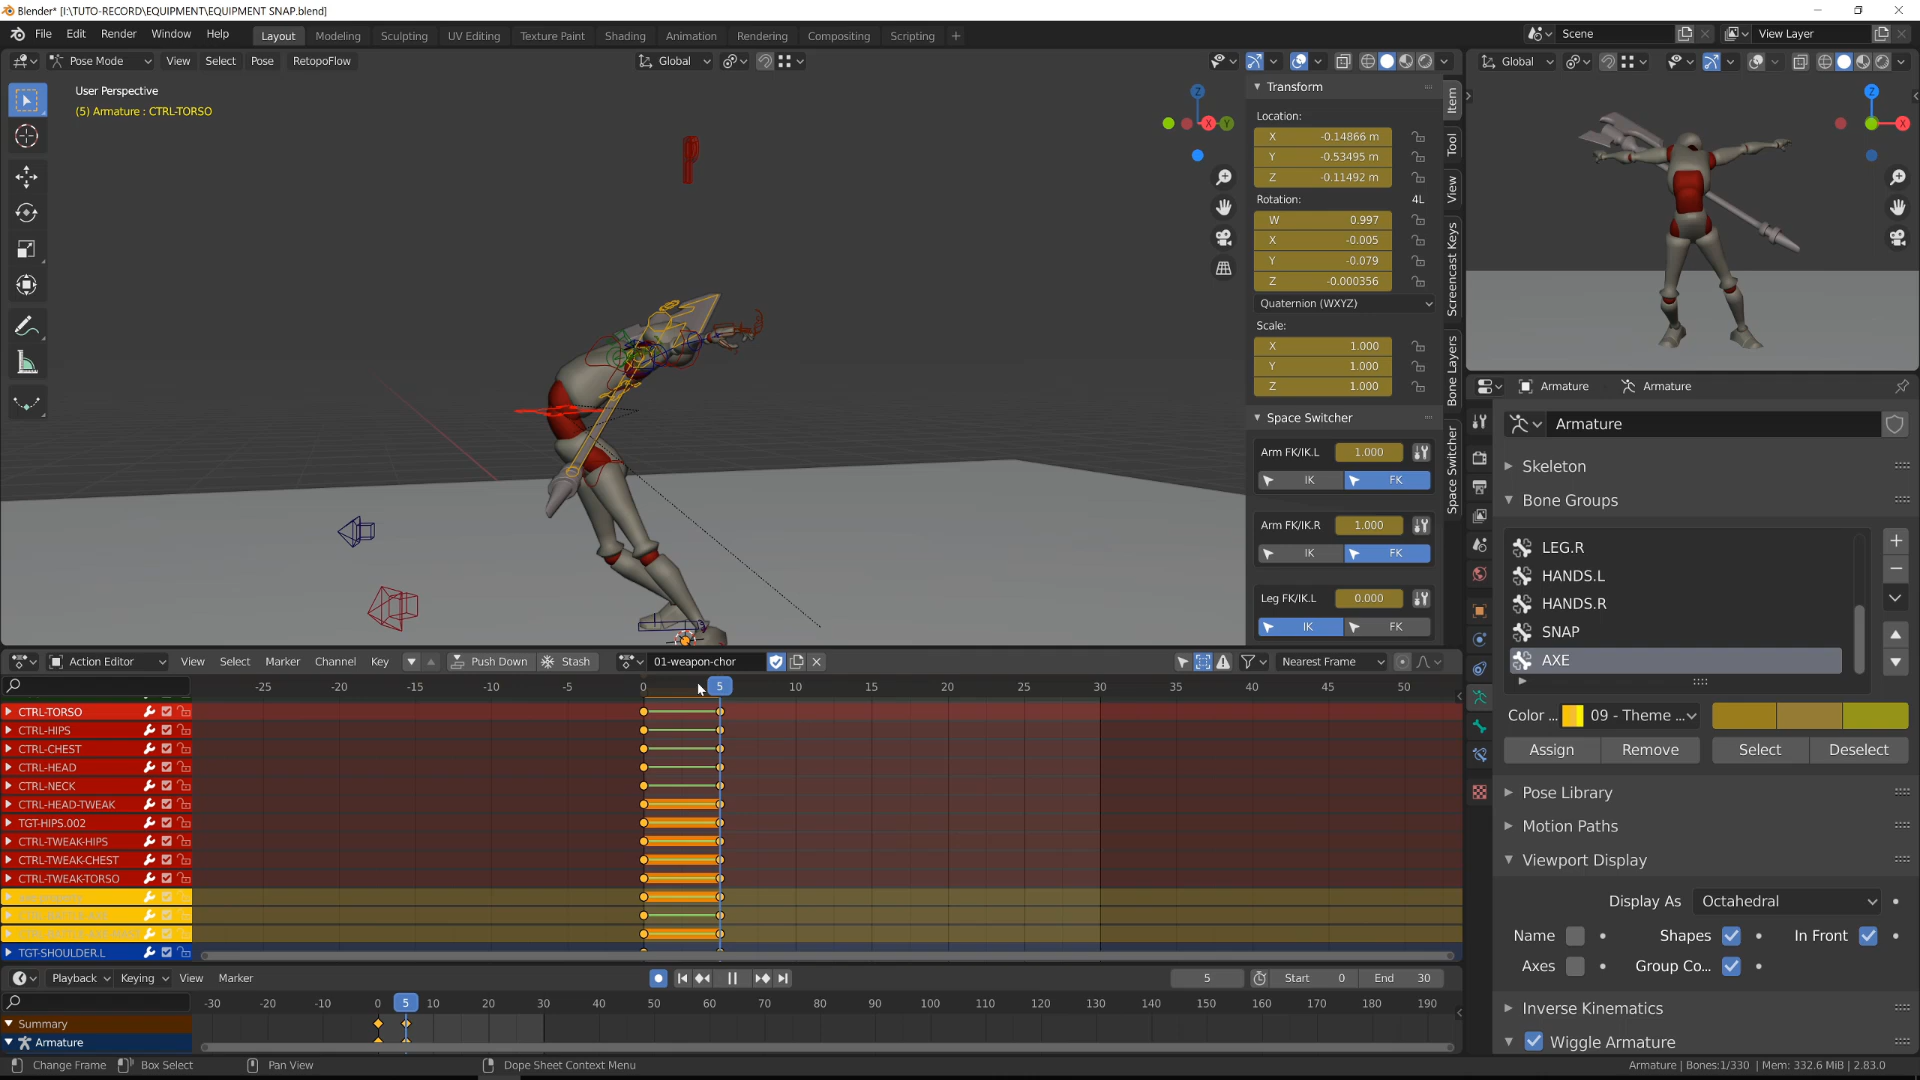 Blender* [I:\TUTO-RECORD\EQUIPMENT\EQUIPMENT SNAP.blend]
File Edit Render Window Help
Layout Modeling Sculpting UV Editing Texture Paint Shading Animation Rendering Compositing Scripting
Scene
View Layer
Pose Mode View Select Pose RetopoFlow
Global
Global
User Perspective
(5) Armature : CTRL-TORSO
Z
X
Y
Z
X
Transform
Location:
X -0.14866 m
Y -0.53495 m
Z -0.11492 m
Rotation: 4L
W 0.997
X -0.005
Y -0.079
Z -0.000356
Quaternion (WXYZ)
Scale:
X 1.000
Y 1.000
Z 1.000
Space Switcher
Arm FK/IK.L 1.000
IK FK
Arm FK/IK.R 1.000
IK FK
Leg FK/IK.L 0.000
IK FK
Item
Tool
View
Screencast Keys
Bone Layers
Space Switcher
Armature Armature
Armature
Skeleton
Bone Groups
LEG.R
HANDS.L
HANDS.R
SNAP
AXE
Color ... 09 - Theme ...
Assign Remove Select Deselect
Pose Library
Motion Paths
Viewport Display
Display As Octahedral
Name Shapes In Front
Axes Group Co...
Inverse Kinematics
Wiggle Armature
Action Editor View Select Marker Channel Key Push Down Stash 01-weapon-chor Nearest Frame
-25 -20 -15 -10 -5 0 5 10 15 20 25 30 35 40 45 50
CTRL-TORSO
CTRL-HIPS
CTRL-CHEST
CTRL-HEAD
CTRL-NECK
CTRL-HEAD-TWEAK
TGT-HIPS.002
CTRL-TWEAK-HIPS
CTRL-TWEAK-CHEST
CTRL-TWEAK-TORSO
TGT-SHOULDER.L
Playback Keying View Marker
5 Start 0 End 30
-30 -20 -10 0 5 10 20 30 40 50 60 70 80 90 100 110 120 130 140 150 160 170 180 190
Summary
Armature
Change Frame Box Select Pan View Dope Sheet Context Menu
Armature | Bones:1/330 | Mem: 332.6 MiB | 2.83.0